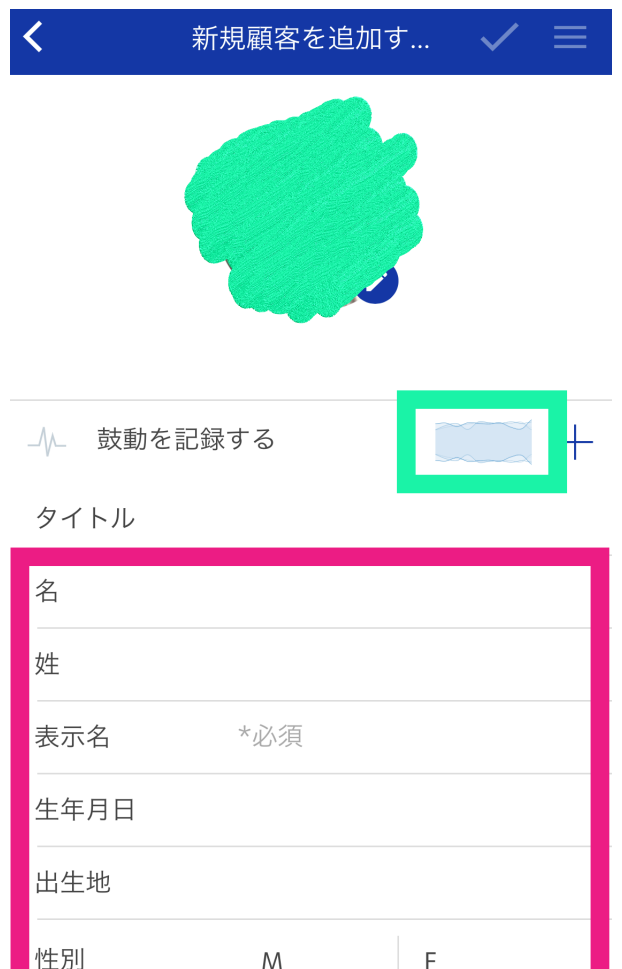 新規顧客を追加す...
鼓動を記録する
タイトル
名
姓
表示名 *必須
生年月日
出生地
性別 M F